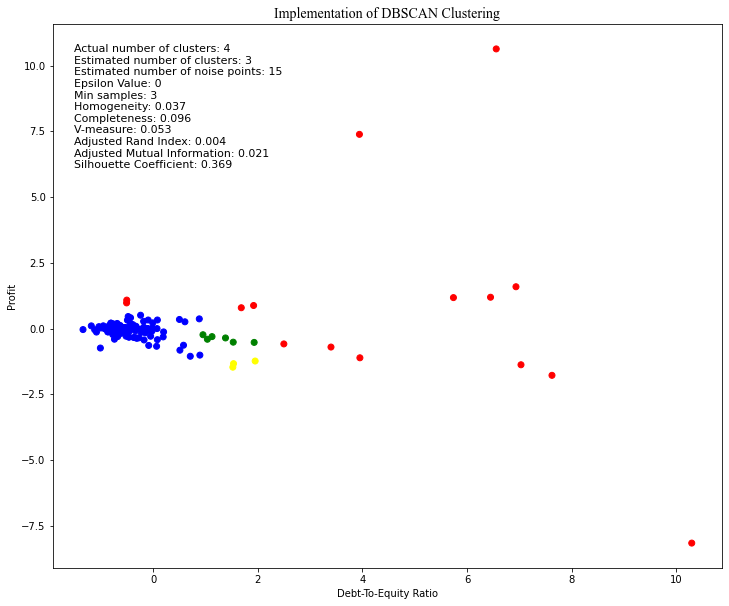 Implementation of DBSCAN Clustering
Actual number of clusters: 4
Estimated number of clusters: 3
Estimated number of noise points: 15
Epsilon Value: 0
Min samples: 3
Homogeneity: 0.037
Completeness: 0.096
V-measure: 0.053
Adjusted Rand Index: 0.004
Adjusted Mutual Information: 0.021
Silhouette Coefficient: 0.369
10.0
7.5
5.0
2.5
0.0
−2.5
−5.0
−7.5
Profit
0 2 4 6 8 10
Debt-To-Equity Ratio